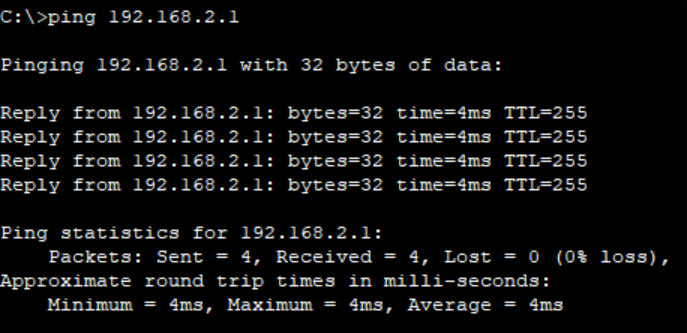 C:\>ping 192.168.2.1
Pinging 192.168.2.1 with 32 bytes of data:
Reply from 192.168.2.1: bytes=32 time=4ms TTL=255
Reply from 192.168.2.1: bytes=32 time=4ms TTL=255
Reply from 192.168.2.1: bytes=32 time=4ms TTL=255
Reply from 192.168.2.1: bytes=32 time=4ms TTL=255
Ping statistics for 192.168.2.1:
    Packets: Sent = 4, Received = 4, Lost = 0 (0% loss),
Approximate round trip times in milli-seconds:
    Minimum = 4ms, Maximum = 4ms, Average = 4ms